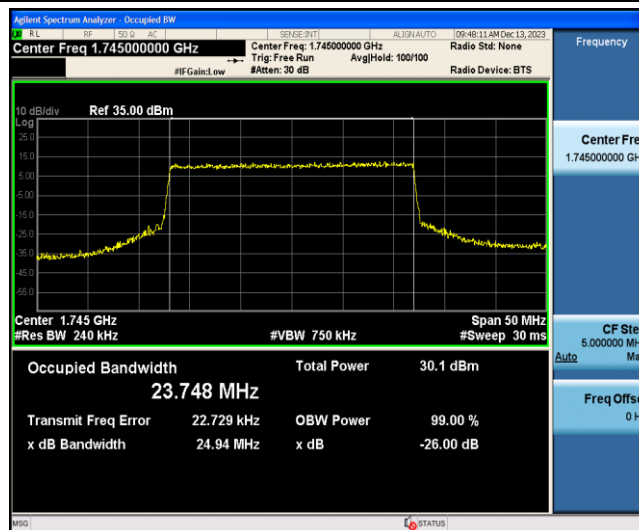 Agilent Spectrum Analyzer - Occupied BW
RL RF 50 Ω AC SENSE:INT ALIGNAUTO 09:48:11 AM Dec 13, 2023
Center Freq 1.745000000 GHz
Center Freq: 1.745000000 GHz
Radio Std: None
Trig: Free Run Avg|Hold: 100/100
#IFGain:Low
#Atten: 30 dB
Radio Device: BTS
10 dB/div Ref 35.00 dBm
Log
25.0
15.0
5.00
-5.00
-15.0
-25.0
-35.0
-45.0
-55.0
Center 1.745 GHz Span 50 MHz
#Res BW 240 kHz #VBW 750 kHz #Sweep 30 ms
Occupied Bandwidth Total Power 30.1 dBm
23.748 MHz
Transmit Freq Error 22.729 kHz OBW Power 99.00 %
x dB Bandwidth 24.94 MHz x dB -26.00 dB
MSG STATUS
Frequency
Center Fre
1.745000000 GH
CF Ste
5.000000 MH
Auto Ma
Freq Offs
0 H